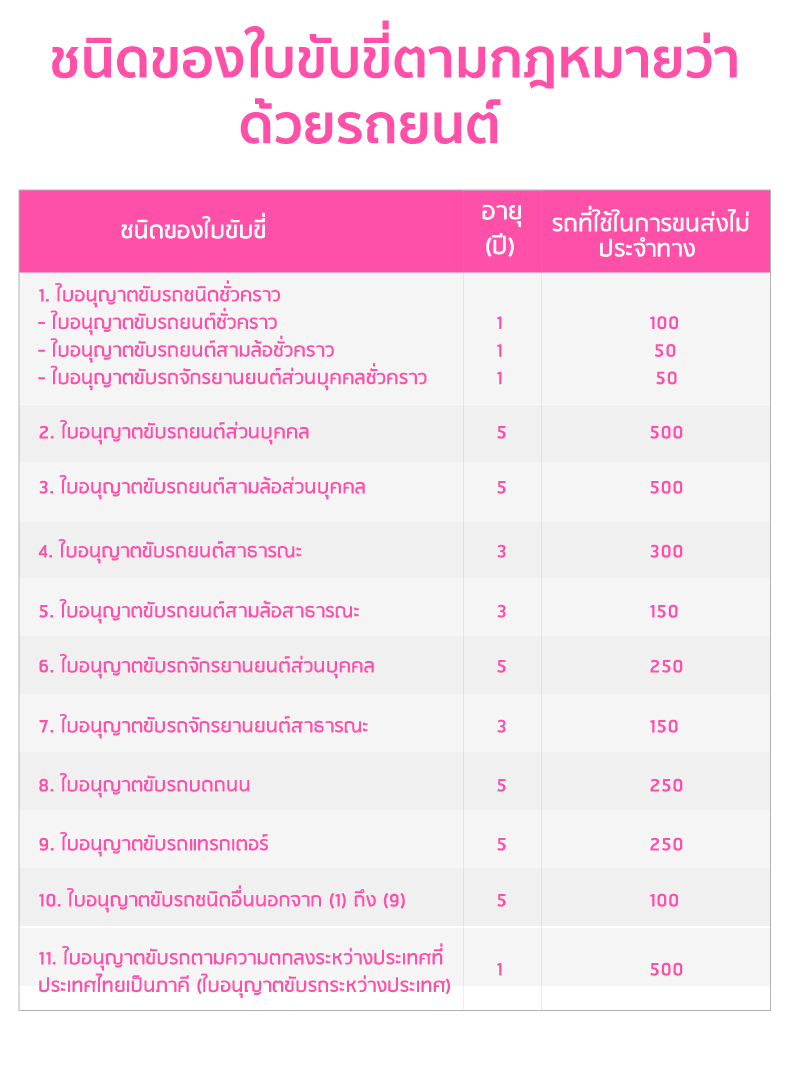 ชนิดของใบขับขี่ตามกฎหมายว่า
ด้วยรถยนต์
ชนิดของใบขับขี่
อายุ
(ปี)
รถที่ใช้ในการขนส่งไม่
ประจำทาง
1. ใบอนุญาตขับรถชนิดชั่วคราว
- ใบอนุญาตขับรถยนต์ชั่วคราว 1 100
- ใบอนุญาตขับรถยนต์สามล้อชั่วคราว 1 50
- ใบอนุญาตขับรถจักรยานยนต์ส่วนบุคคลชั่วคราว 1 50
2. ใบอนุญาตขับรถยนต์ส่วนบุคคล 5 500
3. ใบอนุญาตขับรถยนต์สามล้อส่วนบุคคล 5 500
4. ใบอนุญาตขับรถยนต์สาธารณะ 3 300
5. ใบอนุญาตขับรถยนต์สามล้อสาธารณะ 3 150
6. ใบอนุญาตขับรถจักรยานยนต์ส่วนบุคคล 5 250
7. ใบอนุญาตขับรถจักรยานยนต์สาธารณะ 3 150
8. ใบอนุญาตขับรถบดถนน 5 250
9. ใบอนุญาตขับรถแทรกเตอร์ 5 250
10. ใบอนุญาตขับรถชนิดอื่นนอกจาก (1) ถึง (9) 5 100
11. ใบอนุญาตขับรถตามความตกลงระหว่างประเทศที่
ประเทศไทยเป็นภาคี (ใบอนุญาตขับรถระหว่างประเทศ) 1 500